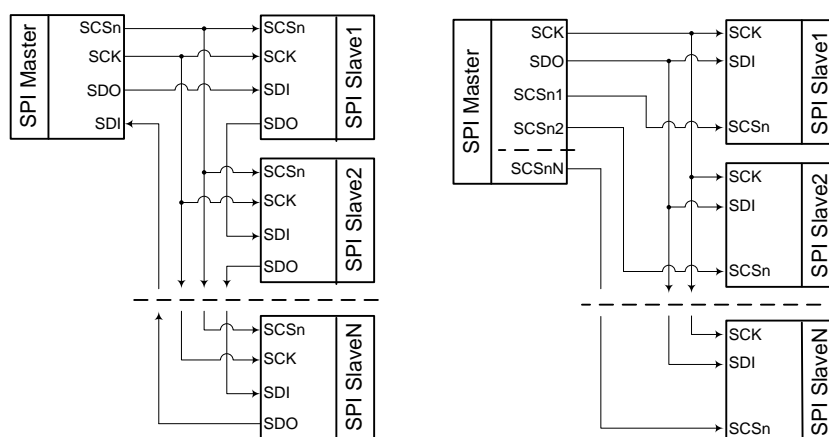 SPI Master
SCSn
SCK
SDO
SDI
SCSn
SCK
SDI
SDO
SPI Slave1
SCSn
SCK
SDI
SDO
SPI Slave2
SCSn
SCK
SDI
SDO
SPI SlaveN
SPI Master
SCK
SDO
SCSn1
SCSn2
SCSnN
SCK
SDI
SCSn
SPI Slave1
SCK
SDI
SCSn
SPI Slave2
SCK
SDI
SCSn
SPI SlaveN